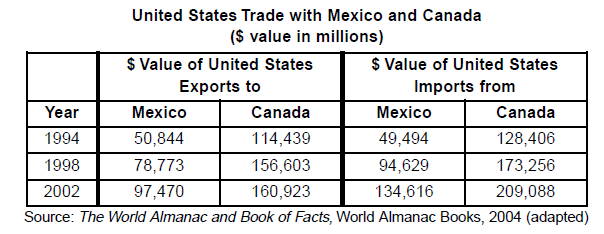 United States Trade with Mexico and Canada
($ value in millions)
$ Value of United States Exports to
$ Value of United States Imports from
Year Mexico Canada Mexico Canada
1994 50,844 114,439 49,494 128,406
1998 78,773 156,603 94,629 173,256
2002 97,470 160,923 134,616 209,088
Source: The World Almanac and Book of Facts, World Almanac Books, 2004 (adapted)